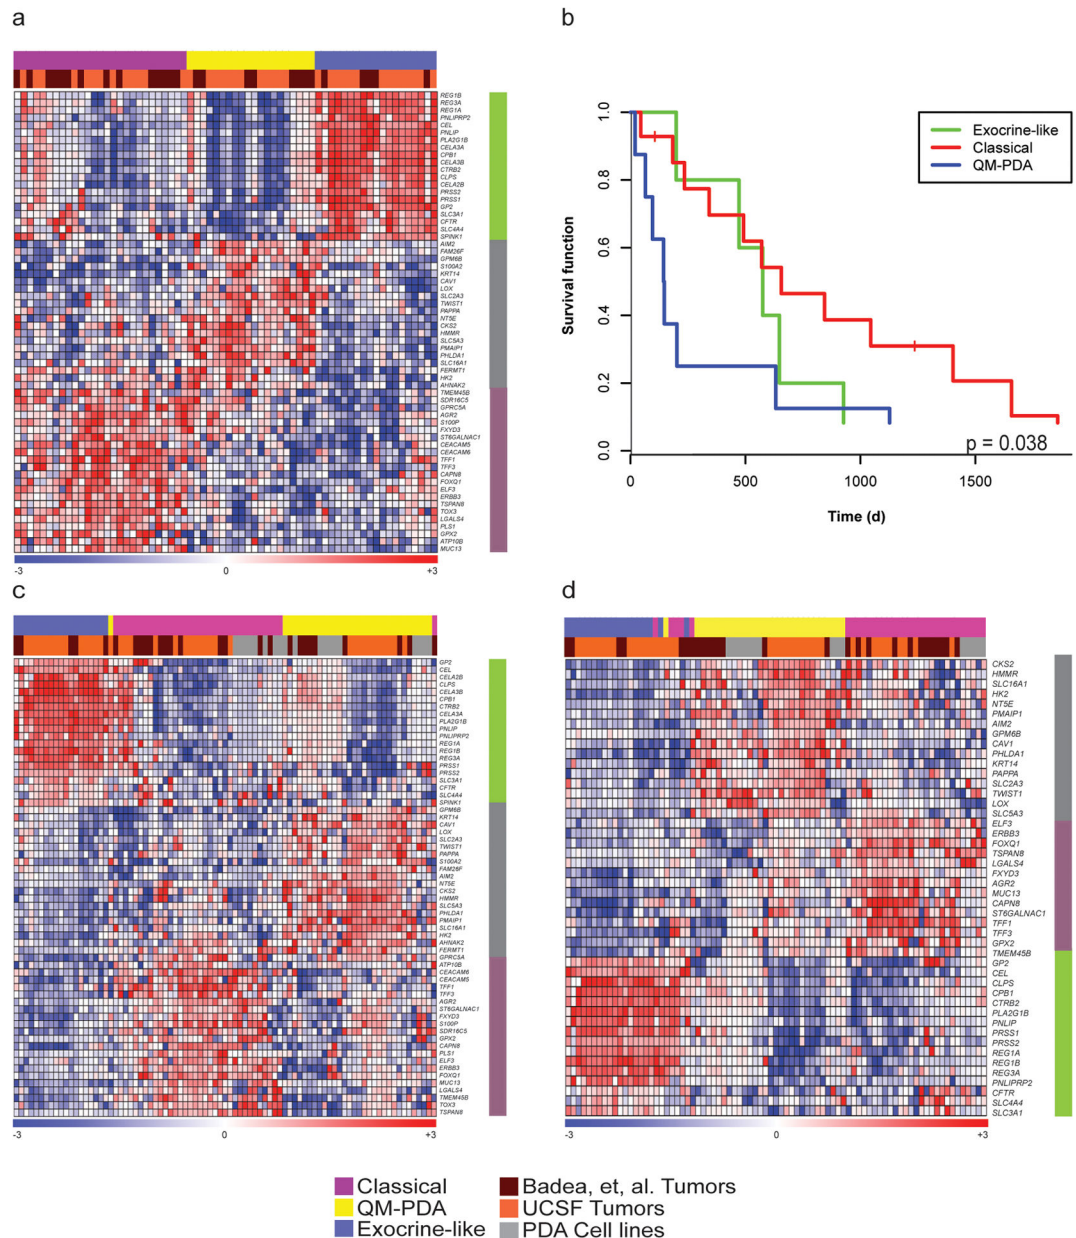 a
REG1B
REG3A
REG1A
PNLIPRP2
CEL
PNLIP
PLA2G1B
CELA3A
CPB1
CELA3B
CTRB2
CLPS
CELA2B
PRSS2
PRSS1
GP2
SLC3A1
CFTR
SLC4A4
SPINK1
AIM2
FAM26F
GPM6B
S100A2
KRT14
CAV1
LOX
SLC2A3
TWIST1
PAPPA
NT5E
CKS2
HMMR
SLC5A3
PMAIP1
PHLDA1
SLC16A1
FERMT1
HK2
AHNAK2
TMEM45B
SDR16C5
GPRC5A
AGR2
S100P
FXYD3
ST6GALNAC1
CEACAM5
CEACAM6
TFF1
TFF3
CAPN8
FOXQ1
ELF3
ERBB3
TSPAN8
TOX3
LGALS4
PLS1
GPX2
ATP10B
MUC13
-3 0 +3
b
Survival function
1.0
0.8
0.6
0.4
0.2
0.0
Exocrine-like
Classical
QM-PDA
p = 0.038
0 500 1000 1500
Time (d)
c
GP2
CEL
CELA2B
CLPS
CELA3B
CPB1
CTRB2
CELA3A
PLA2G1B
PNLIP
PNLIPRP2
REG1A
REG1B
REG3A
PRSS1
PRSS2
SLC3A1
CFTR
SLC4A4
SPINK1
GPM6B
KRT14
CAV1
LOX
SLC2A3
TWIST1
PAPPA
S100A2
FAM26F
AIM2
NT5E
CKS2
HMMR
SLC5A3
PHLDA1
PMAIP1
SLC16A1
HK2
AHNAK2
FERMT1
GPRC5A
ATP10B
CEACAM6
CEACAM5
TFF1
TFF3
AGR2
ST6GALNAC1
FXYD3
S100P
SDR16C5
GPX2
CAPN8
PLS1
ELF3
ERBB3
FOXQ1
MUC13
LGALS4
TMEM45B
TOX3
TSPAN8
-3 0 +3
d
CKS2
HMMR
SLC16A1
HK2
NT5E
PMAIP1
AIM2
GPM6B
CAV1
PHLDA1
KRT14
PAPPA
SLC2A3
TWIST1
LOX
SLC5A3
ELF3
ERBB3
FOXQ1
TSPAN8
LGALS4
FXYD3
AGR2
MUC13
CAPN8
ST6GALNAC1
TFF1
TFF3
GPX2
TMEM45B
GP2
CEL
CLPS
CPB1
CTRB2
PLA2G1B
PNLIP
PRSS1
PRSS2
REG1A
REG1B
REG3A
PNLIPRP2
CFTR
SLC4A4
SLC3A1
-3 0 +3
Classical
QM-PDA
Exocrine-like
Badea, et, al. Tumors
UCSF Tumors
PDA Cell lines